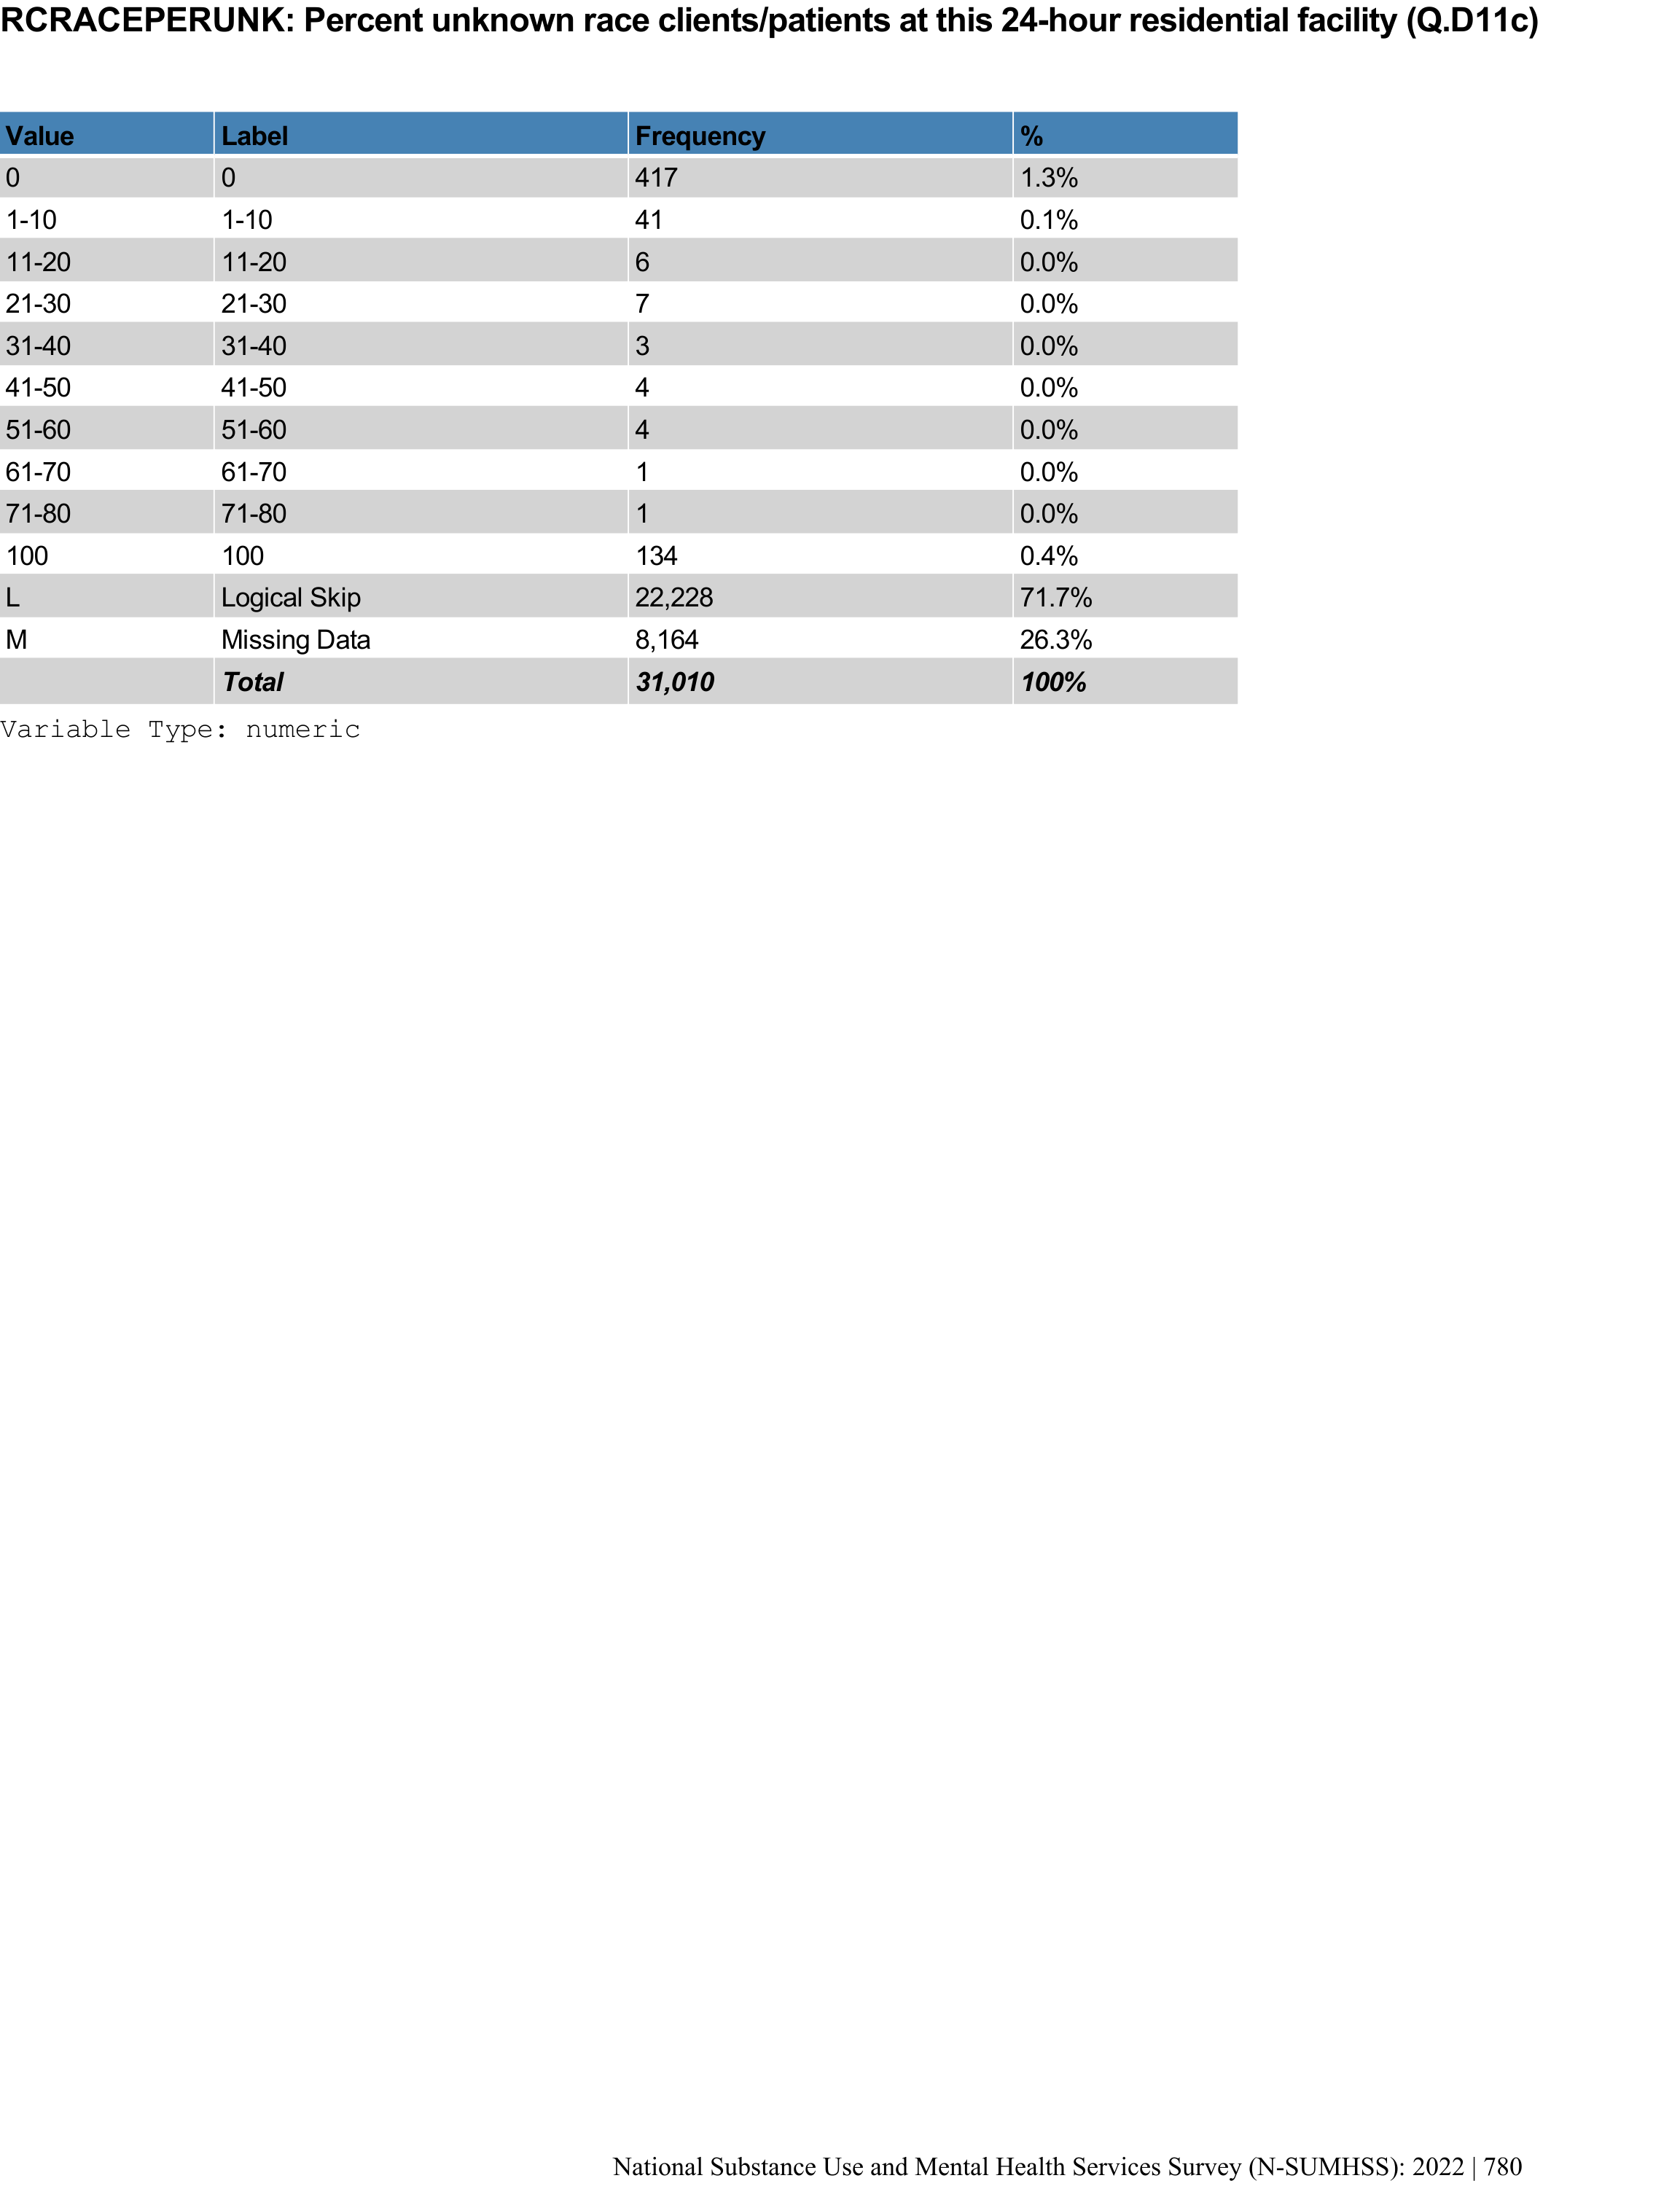 RCRACEPERUNK: Percent unknown race clients/patients at this 24-hour residential facility (Q.D11c)
Value Label Frequency %
0 0 417 1.3%
1-10 1-10 41 0.1%
11-20 11-20 6 0.0%
21-30 21-30 7 0.0%
31-40 31-40 3 0.0%
41-50 41-50 4 0.0%
51-60 51-60 4 0.0%
61-70 61-70 1 0.0%
71-80 71-80 1 0.0%
100 100 134 0.4%
L Logical Skip 22,228 71.7%
M Missing Data 8,164 26.3%
Total 31,010 100%
Variable Type: numeric
National Substance Use and Mental Health Services Survey (N-SUMHSS): 2022 | 780